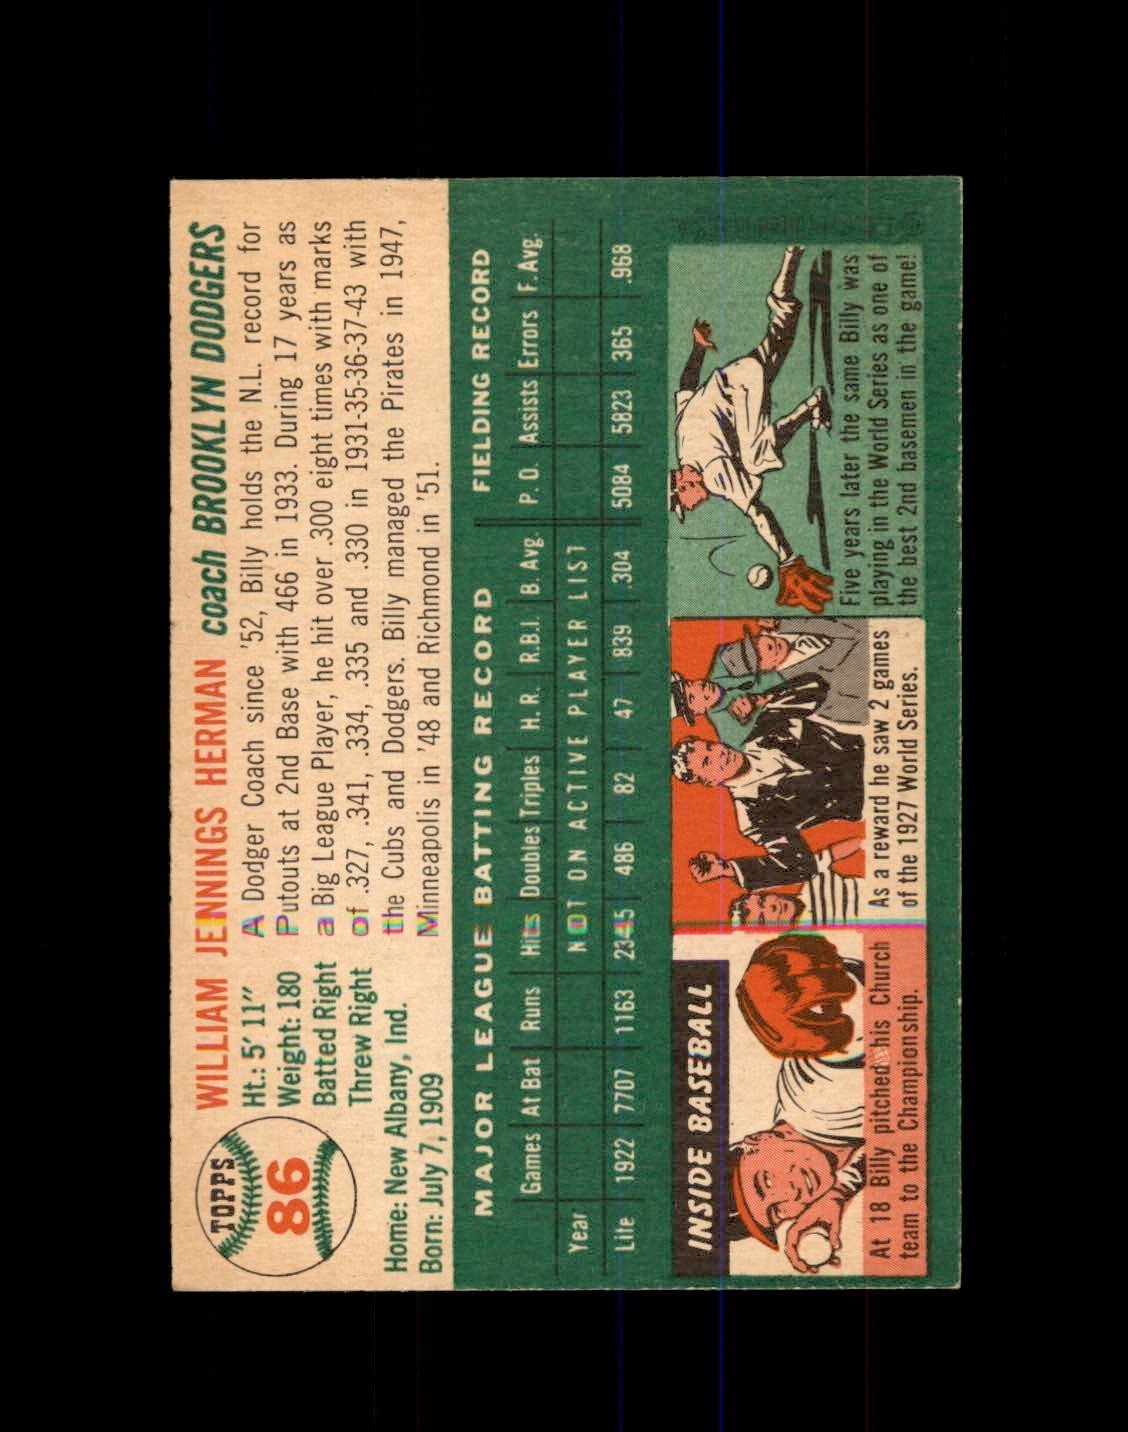 TOPPS
86
WILLIAM JENNINGS HERMAN coach BROOKLYN DODGERS
Ht.: 5' 11"
Weight: 180
Batted Right
Threw Right
Home: New Albany, Ind.
Born: July 7, 1909
A Dodger Coach since '52, Billy holds the N.L. record for
Putouts at 2nd Base with 466 in 1933. During 17 years as
a Big League Player, he hit over .300 eight times with marks
of .327, .341, .334, .335 and .330 in 1931-35-36-37-43 with
the Cubs and Dodgers. Billy managed the Pirates in 1947,
Minneapolis in '48 and Richmond in '51.
MAJOR LEAGUE BATTING RECORD FIELDING RECORD
Games At Bat Runs Hits Doubles Triples H. R. R.B.I. B. Avg. P. O. Assists Errors F. Avg.
Year NOT ON ACTIVE PLAYER LIST
Life 1922 7707 1163 2345 486 82 47 839 .304 5084 5823 365 .968
INSIDE BASEBALL
At 18 Billy pitched his Church
team to the Championship.
As a reward he saw 2 games
of the 1927 World Series.
Five years later the same Billy was
playing in the World Series as one of
the best 2nd basemen in the game!